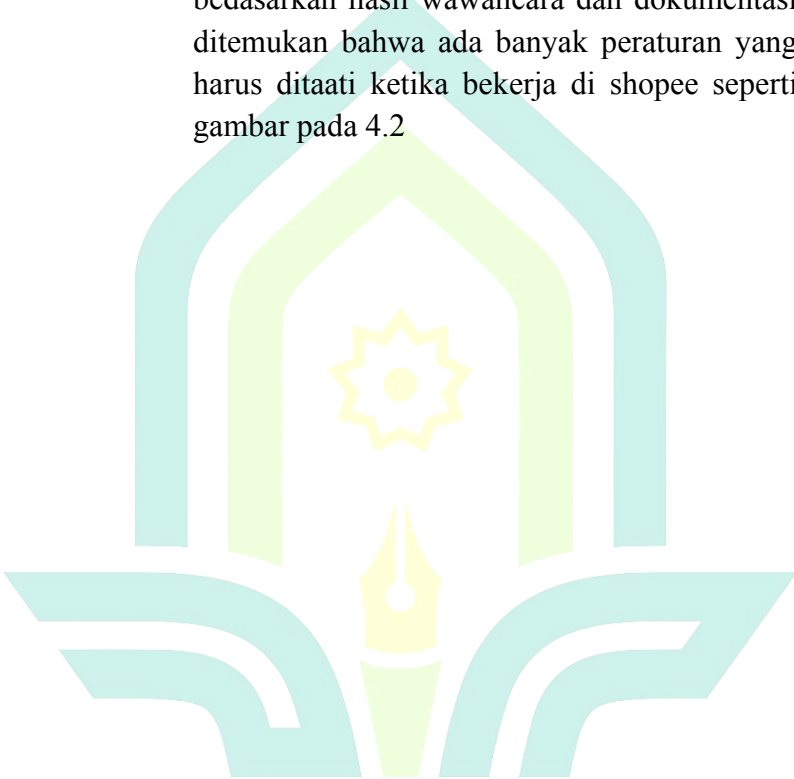 bedasarkan hasil wawancara dan dokumentasi
ditemukan bahwa ada banyak peraturan yang
harus ditaati ketika bekerja di shopee seperti
gambar pada 4.2